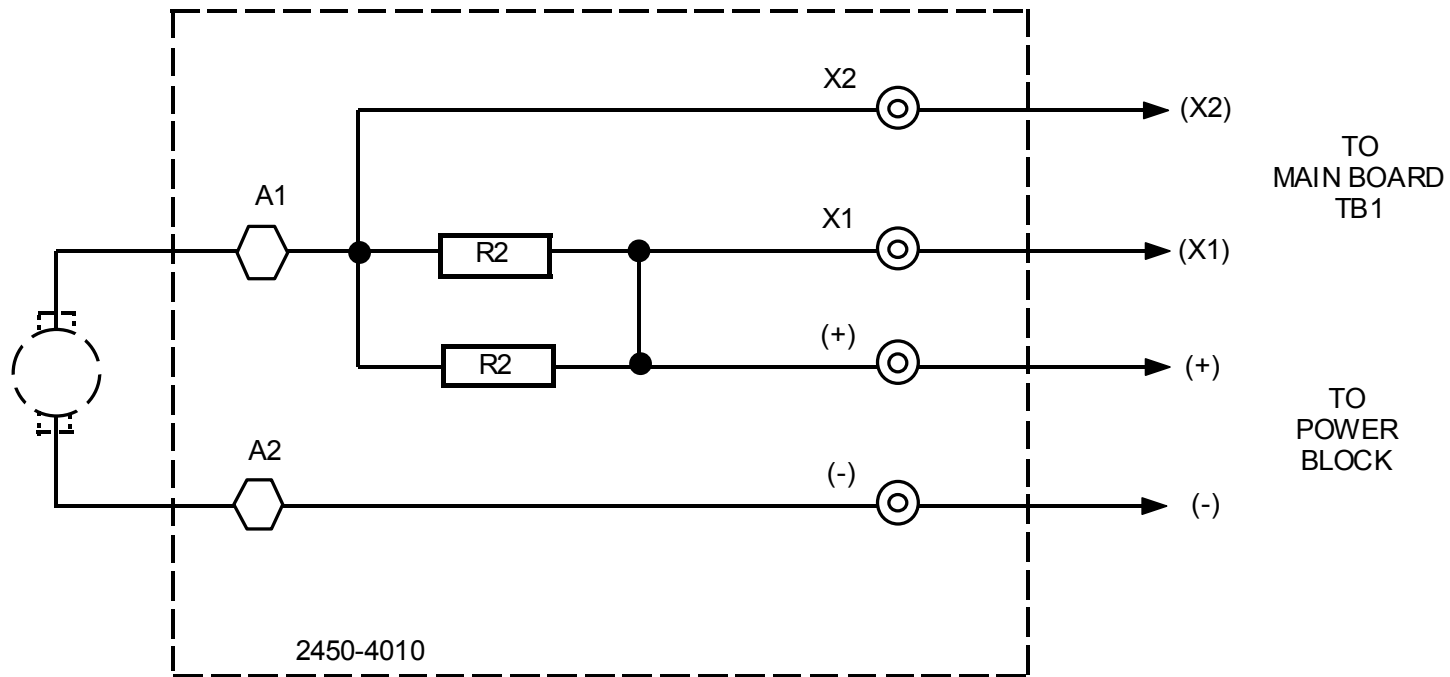 X2
(X2)
TO
MAIN BOARD
TB1
A1
X1
R2
(X1)
(+)
R2
(+)
TO
POWER
BLOCK
A2
(-)
(-)
2450-4010